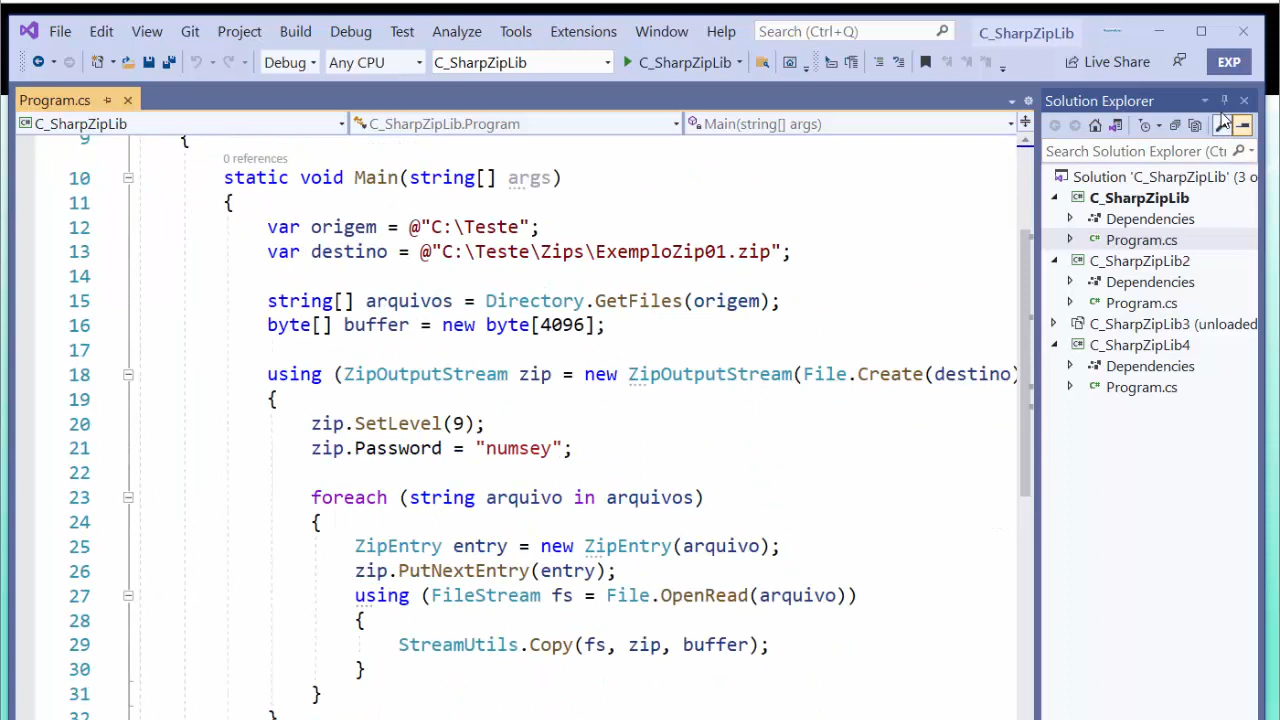 File Edit View Git Project Build Debug Test Analyze Tools Extensions Window Help Search (Ctrl+Q) C_SharpZipLib
Debug Any CPU C_SharpZipLib C_SharpZipLib Live Share EXP
Program.cs
C_SharpZipLib C_SharpZipLib.Program Main(string[] args)
9 {
0 references
10 static void Main(string[] args)
11 {
12 var origem = @"C:\Teste";
13 var destino = @"C:\Teste\Zips\ExemploZip01.zip";
14
15 string[] arquivos = Directory.GetFiles(origem);
16 byte[] buffer = new byte[4096];
17
18 using (ZipOutputStream zip = new ZipOutputStream(File.Create(destino)
19 {
20 zip.SetLevel(9);
21 zip.Password = "numsey";
22
23 foreach (string arquivo in arquivos)
24 {
25 ZipEntry entry = new ZipEntry(arquivo);
26 zip.PutNextEntry(entry);
27 using (FileStream fs = File.OpenRead(arquivo))
28 {
29 StreamUtils.Copy(fs, zip, buffer);
30 }
31 }
32 }
Solution Explorer
Search Solution Explorer (Ctr
Solution 'C_SharpZipLib' (3 o
C_SharpZipLib
Dependencies
Program.cs
C_SharpZipLib2
Dependencies
Program.cs
C_SharpZipLib3 (unloaded
C_SharpZipLib4
Dependencies
Program.cs